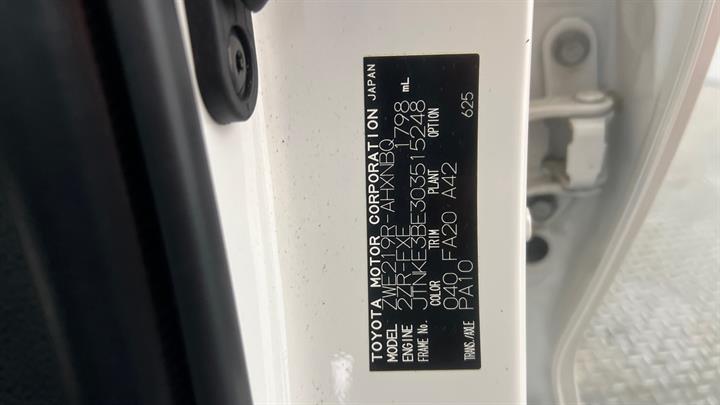 TOYOTA MOTOR CORPORATION JAPAN
MODEL ZWE219R-AHXNBQ
ENGINE 2ZR-FXE 1798 mL
FRAME No. JTNKE3BE303515248
COLOR TRIM PLANT OPTION
040 FA20 A42
TRANS./AXLE PA10 625